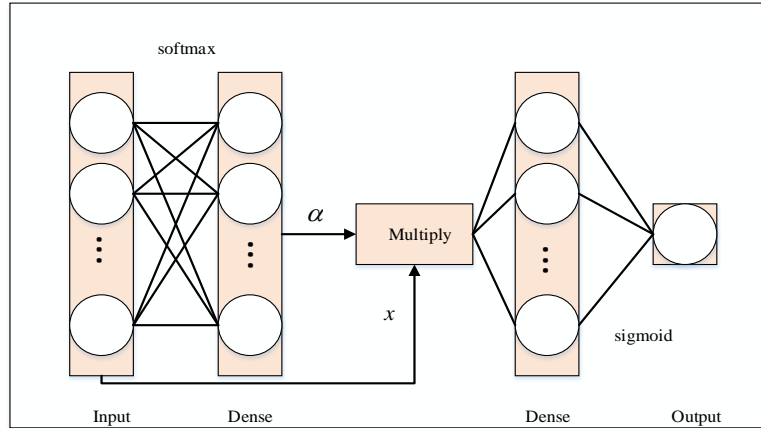 softmax
α
Multiply
x
sigmoid
Input
Dense
Dense
Output